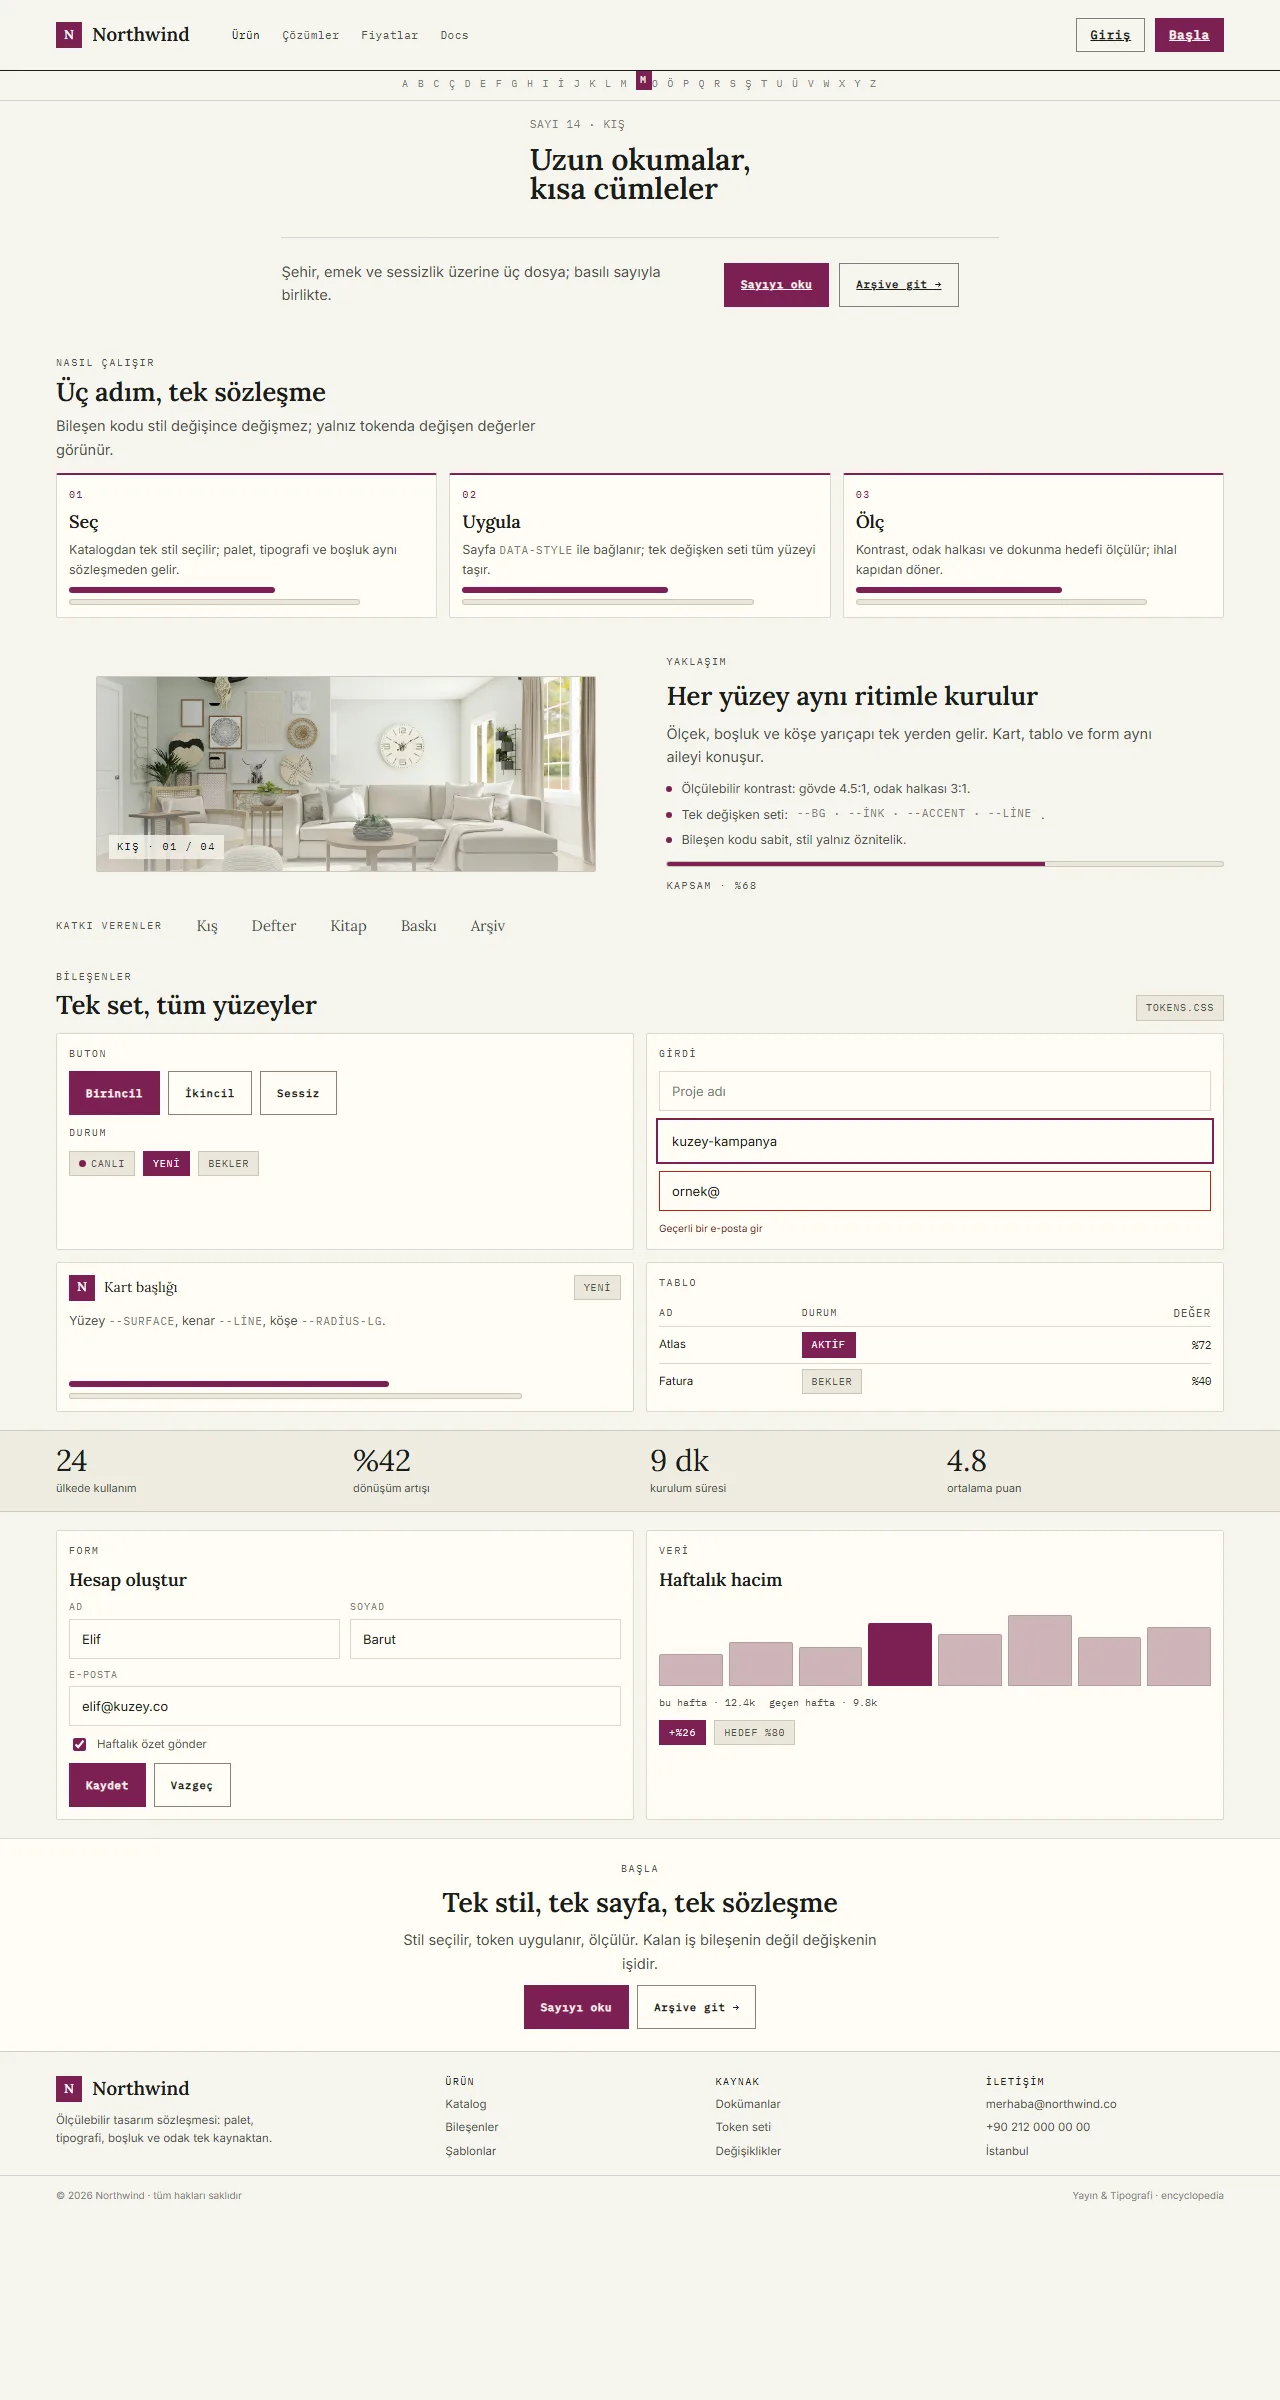 N Northwind Ürün Çözümler Fiyatlar Docs Giriş Başla
A B C Ç D E F G H I İ J K L M M O Ö P Q R S Ş T U Ü V W X Y Z
SAYI 14 · KIŞ
Uzun okumalar,
kısa cümleler
Şehir, emek ve sessizlik üzerine üç dosya; basılı sayıyla
birlikte.
Sayıyı oku Arşive git →
NASIL ÇALIŞIR
Üç adım, tek sözleşme
Bileşen kodu stil değişince değişmez; yalnız tokenda değişen değerler
görünür.
01
Seç
Katalogdan tek stil seçilir; palet, tipografi ve boşluk aynı
sözleşmeden gelir.
02
Uygula
Sayfa DATA-STYLE ile bağlanır; tek değişken seti tüm yüzeyi
taşır.
03
Ölç
Kontrast, odak halkası ve dokunma hedefi ölçülür; ihlal
kapıdan döner.
KIŞ · 01 / 04
YAKLAŞIM
Her yüzey aynı ritimle kurulur
Ölçek, boşluk ve köşe yarıçapı tek yerden gelir. Kart, tablo ve form aynı
aileyi konuşur.
Ölçülebilir kontrast: gövde 4.5:1, odak halkası 3:1.
Tek değişken seti: --BG · --İNK · --ACCENT · --LİNE .
Bileşen kodu sabit, stil yalnız öznitelik.
KAPSAM · %68
KATKI VERENLER Kış Defter Kitap Baskı Arşiv
BİLEŞENLER
Tek set, tüm yüzeyler
TOKENS.CSS
BUTON
Birincil İkincil Sessiz
DURUM
CANLI YENİ BEKLER
GİRDİ
Proje adı
kuzey-kampanya
ornek@
Geçerli bir e-posta gir
N Kart başlığı YENİ
Yüzey --SURFACE, kenar --LİNE, köşe --RADİUS-LG.
TABLO
AD DURUM DEĞER
Atlas AKTİF %72
Fatura BEKLER %40
24 %42 9 dk 4.8
ülkede kullanım dönüşüm artışı kurulum süresi ortalama puan
FORM
Hesap oluştur
AD SOYAD
Elif Barut
E-POSTA
elif@kuzey.co
Haftalık özet gönder
Kaydet Vazgeç
VERİ
Haftalık hacim
bu hafta · 12.4k geçen hafta · 9.8k
+%26 HEDEF %80
BAŞLA
Tek stil, tek sayfa, tek sözleşme
Stil seçilir, token uygulanır, ölçülür. Kalan iş bileşenin değil değişkenin
işidir.
Sayıyı oku Arşive git →
N Northwind
Ölçülebilir tasarım sözleşmesi: palet,
tipografi, boşluk ve odak tek kaynaktan.
ÜRÜN
Katalog
Bileşenler
Şablonlar
KAYNAK
Dokümanlar
Token seti
Değişiklikler
İLETİŞİM
merhaba@northwind.co
+90 212 000 00 00
İstanbul
© 2026 Northwind · tüm hakları saklıdır
Yayın & Tipografi · encyclopedia